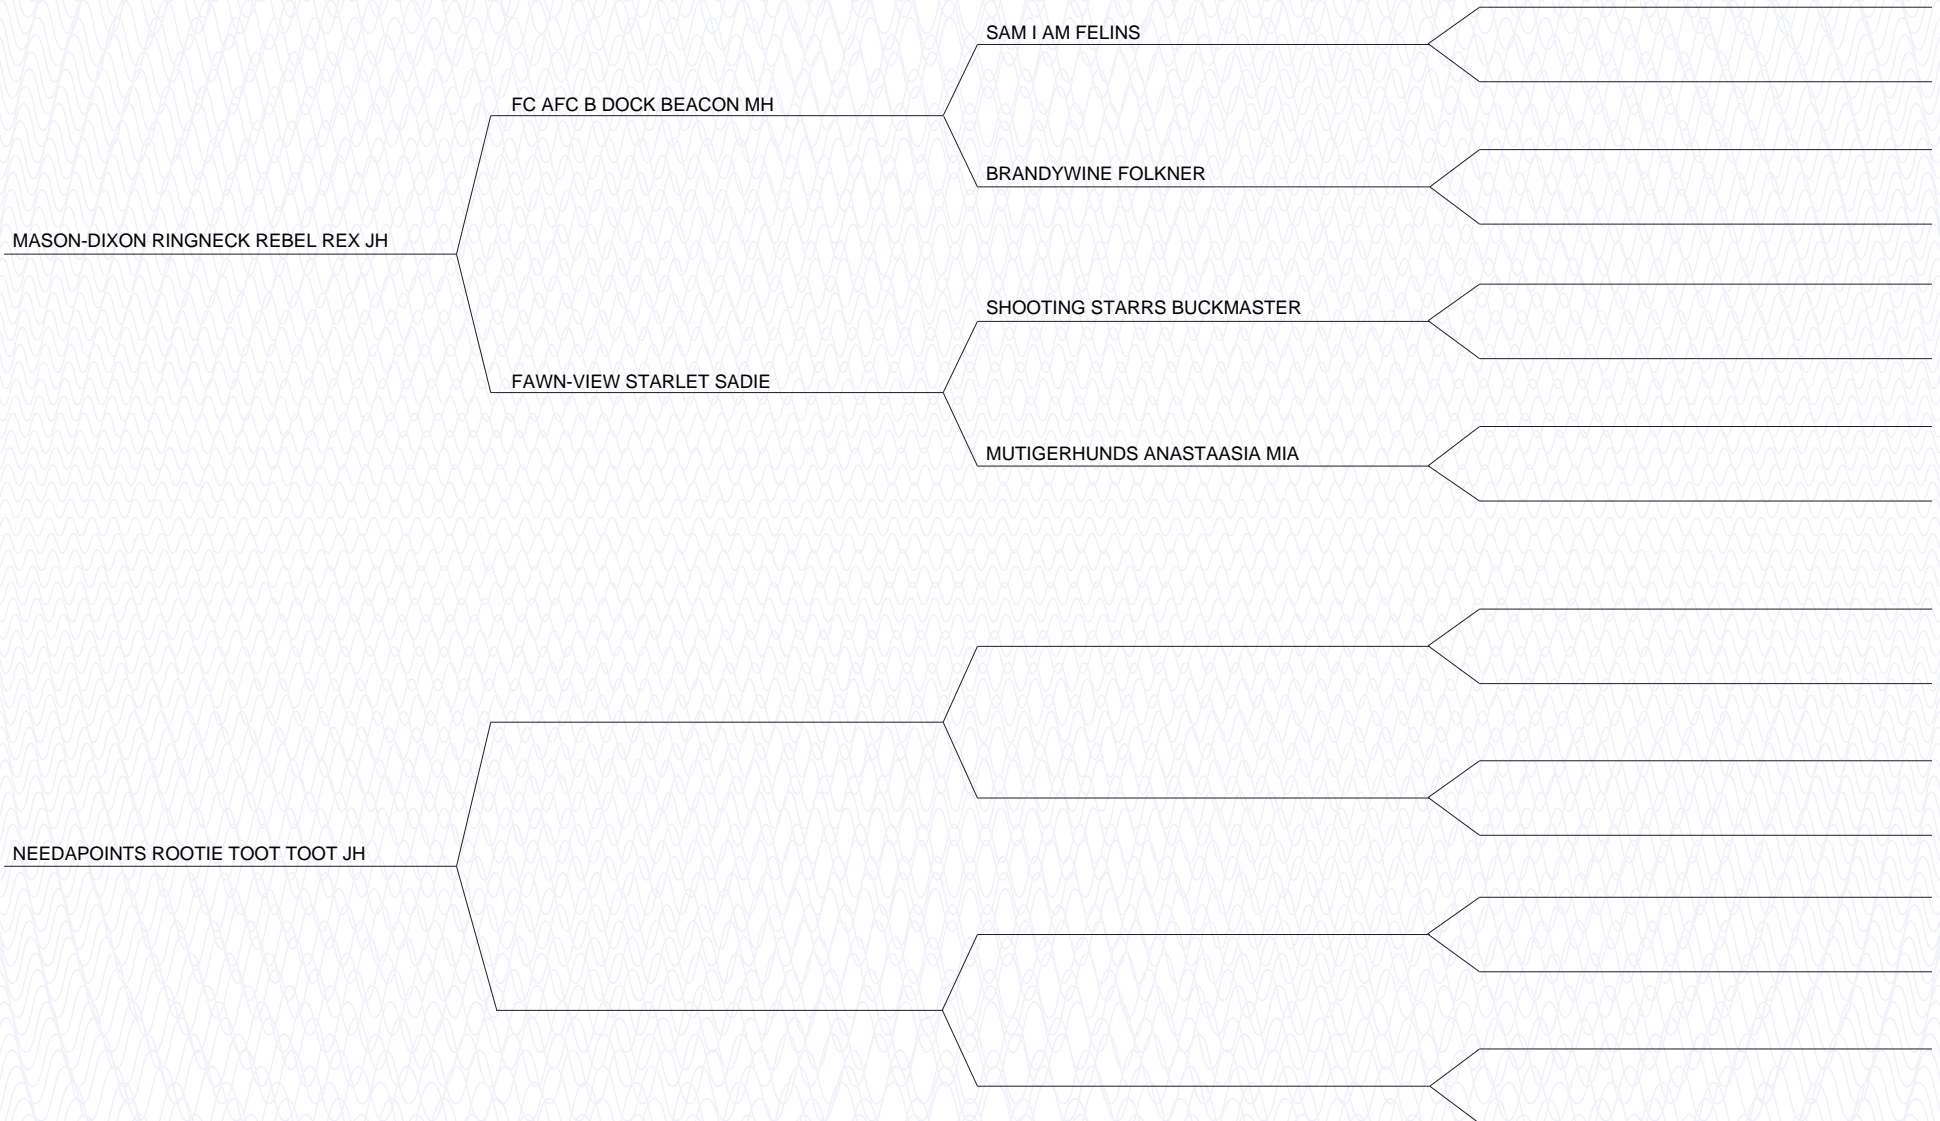 SAM I AM FELINS
FC AFC B DOCK BEACON MH
BRANDYWINE FOLKNER
MASON-DIXON RINGNECK REBEL REX JH
SHOOTING STARRS BUCKMASTER
FAWN-VIEW STARLET SADIE
MUTIGERHUNDS ANASTAASIA MIA
NEEDAPOINTS ROOTIE TOOT TOOT JH